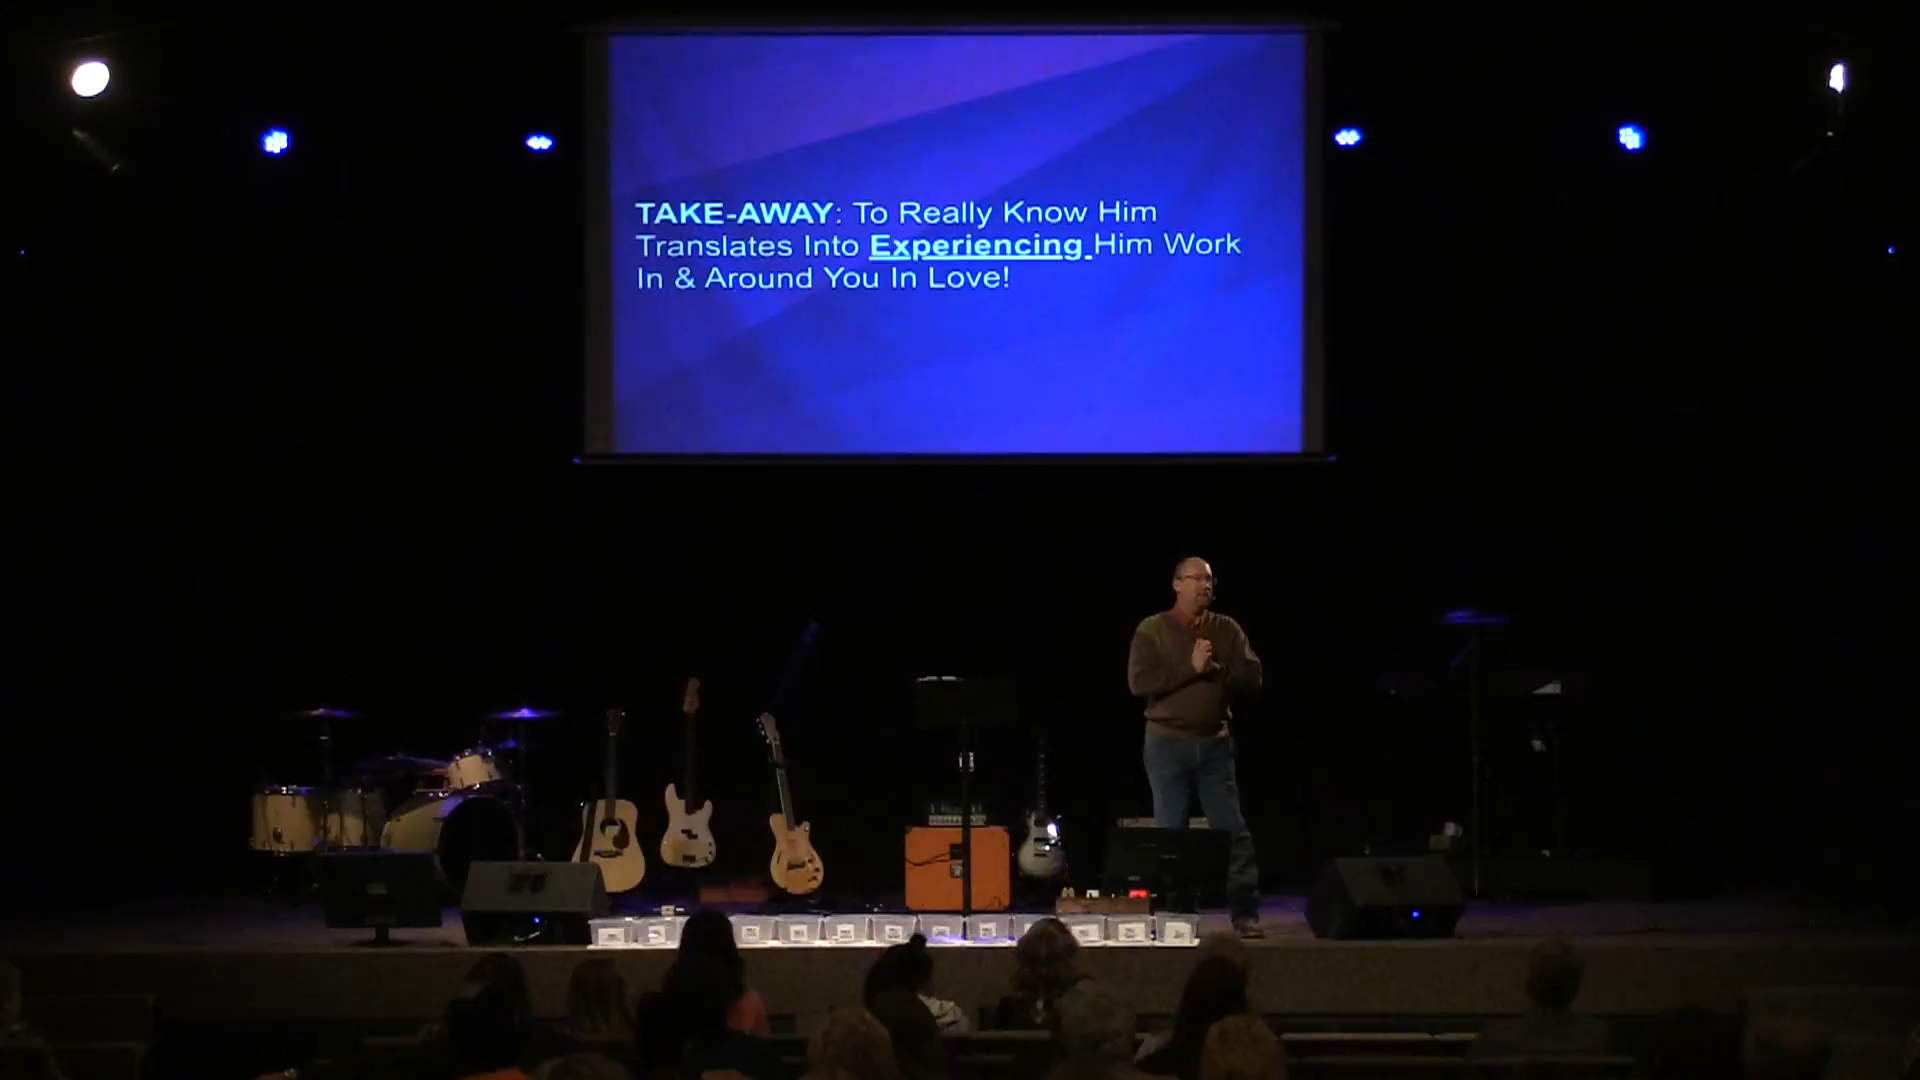 TAKE-AWAY: To Really Know Him
Translates Into Experiencing Him Work
In & Around You In Love!